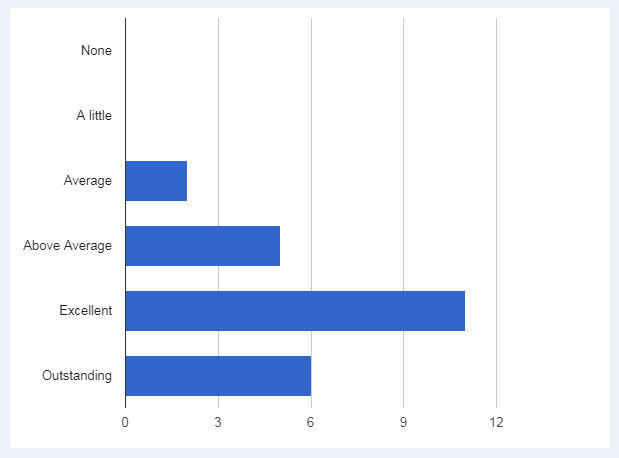 None
A little
Average
Above Average
Excellent
Outstanding
0 3 6 9 12